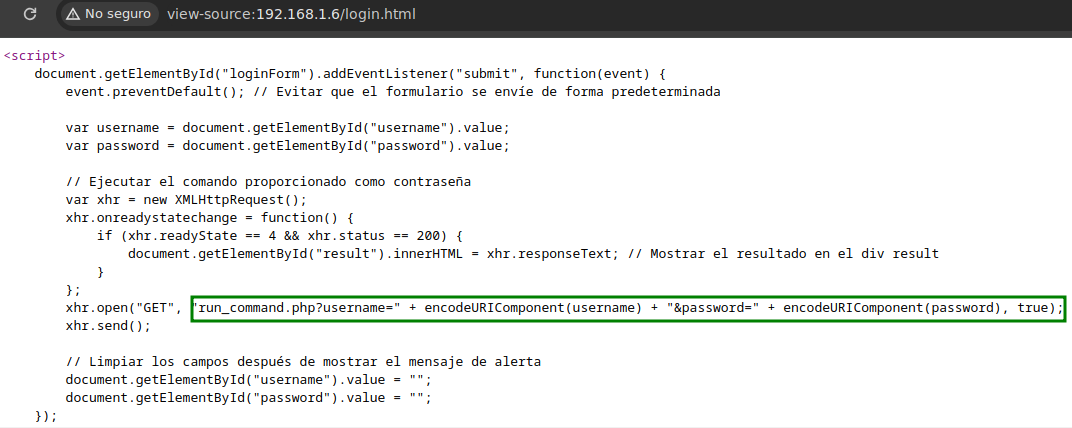 No seguro view-source:192.168.1.6/login.html
<script>
    document.getElementById("loginForm").addEventListener("submit", function(event) {
        event.preventDefault(); // Evitar que el formulario se envíe de forma predeterminada

        var username = document.getElementById("username").value;
        var password = document.getElementById("password").value;

        // Ejecutar el comando proporcionado como contraseña
        var xhr = new XMLHttpRequest();
        xhr.onreadystatechange = function() {
            if (xhr.readyState == 4 && xhr.status == 200) {
                document.getElementById("result").innerHTML = xhr.responseText; // Mostrar el resultado en el div result
            }
        };
        xhr.open("GET", "run_command.php?username=" + encodeURIComponent(username) + "&password=" + encodeURIComponent(password), true);
        xhr.send();

        // Limpiar los campos después de mostrar el mensaje de alerta
        document.getElementById("username").value = "";
        document.getElementById("password").value = "";
    });